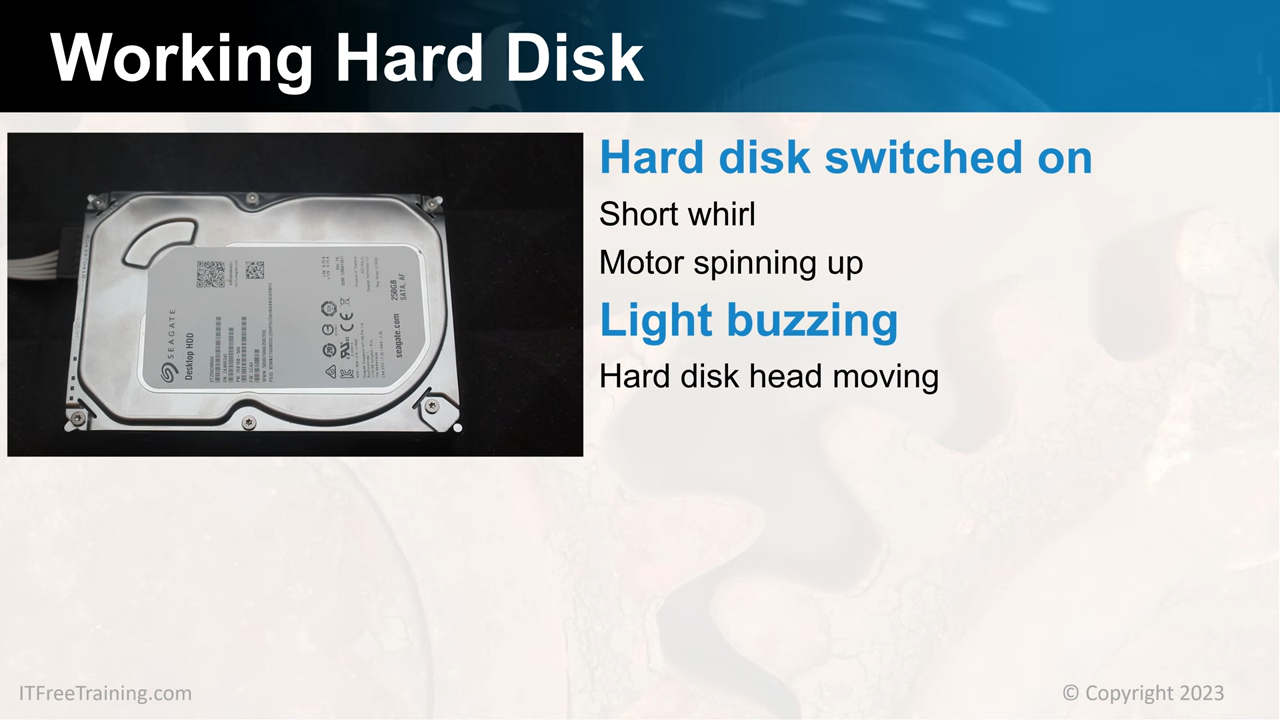 Working Hard Disk
Hard disk switched on
Short whirl
Motor spinning up
Light buzzing
Hard disk head moving
SEAGATE
Desktop HDD
seagate.com
250GB
SATA, AF
ITFreeTraining.com
© Copyright 2023